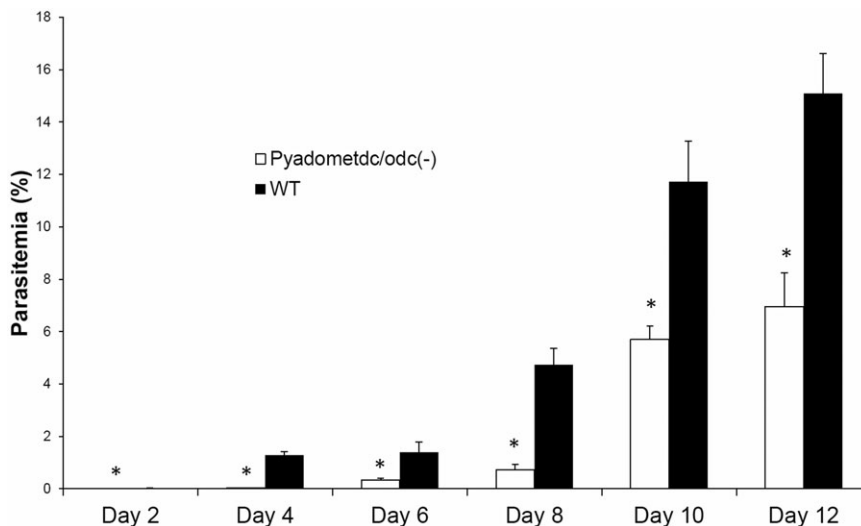 18
16
14
12
10
8
6
4
2
0
Parasitemia (%)
Pyadometdc/odc(-)
WT
*
*
*
*
*
*
Day 2
Day 4
Day 6
Day 8
Day 10
Day 12